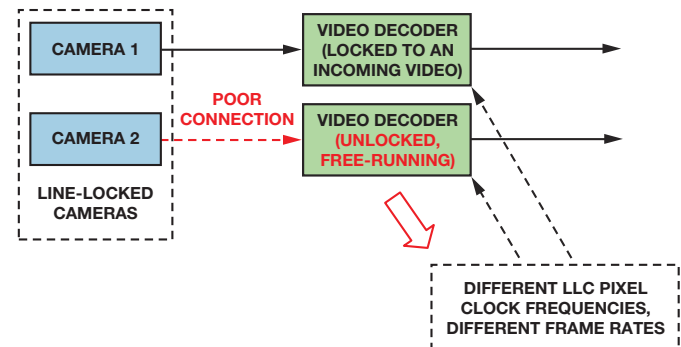 CAMERA 1
VIDEO DECODER
(LOCKED TO AN
INCOMING VIDEO)
POOR
CONNECTION
CAMERA 2
VIDEO DECODER
(UNLOCKED,
FREE-RUNNING)
LINE-LOCKED
CAMERAS
DIFFERENT LLC PIXEL
CLOCK FREQUENCIES,
DIFFERENT FRAME RATES